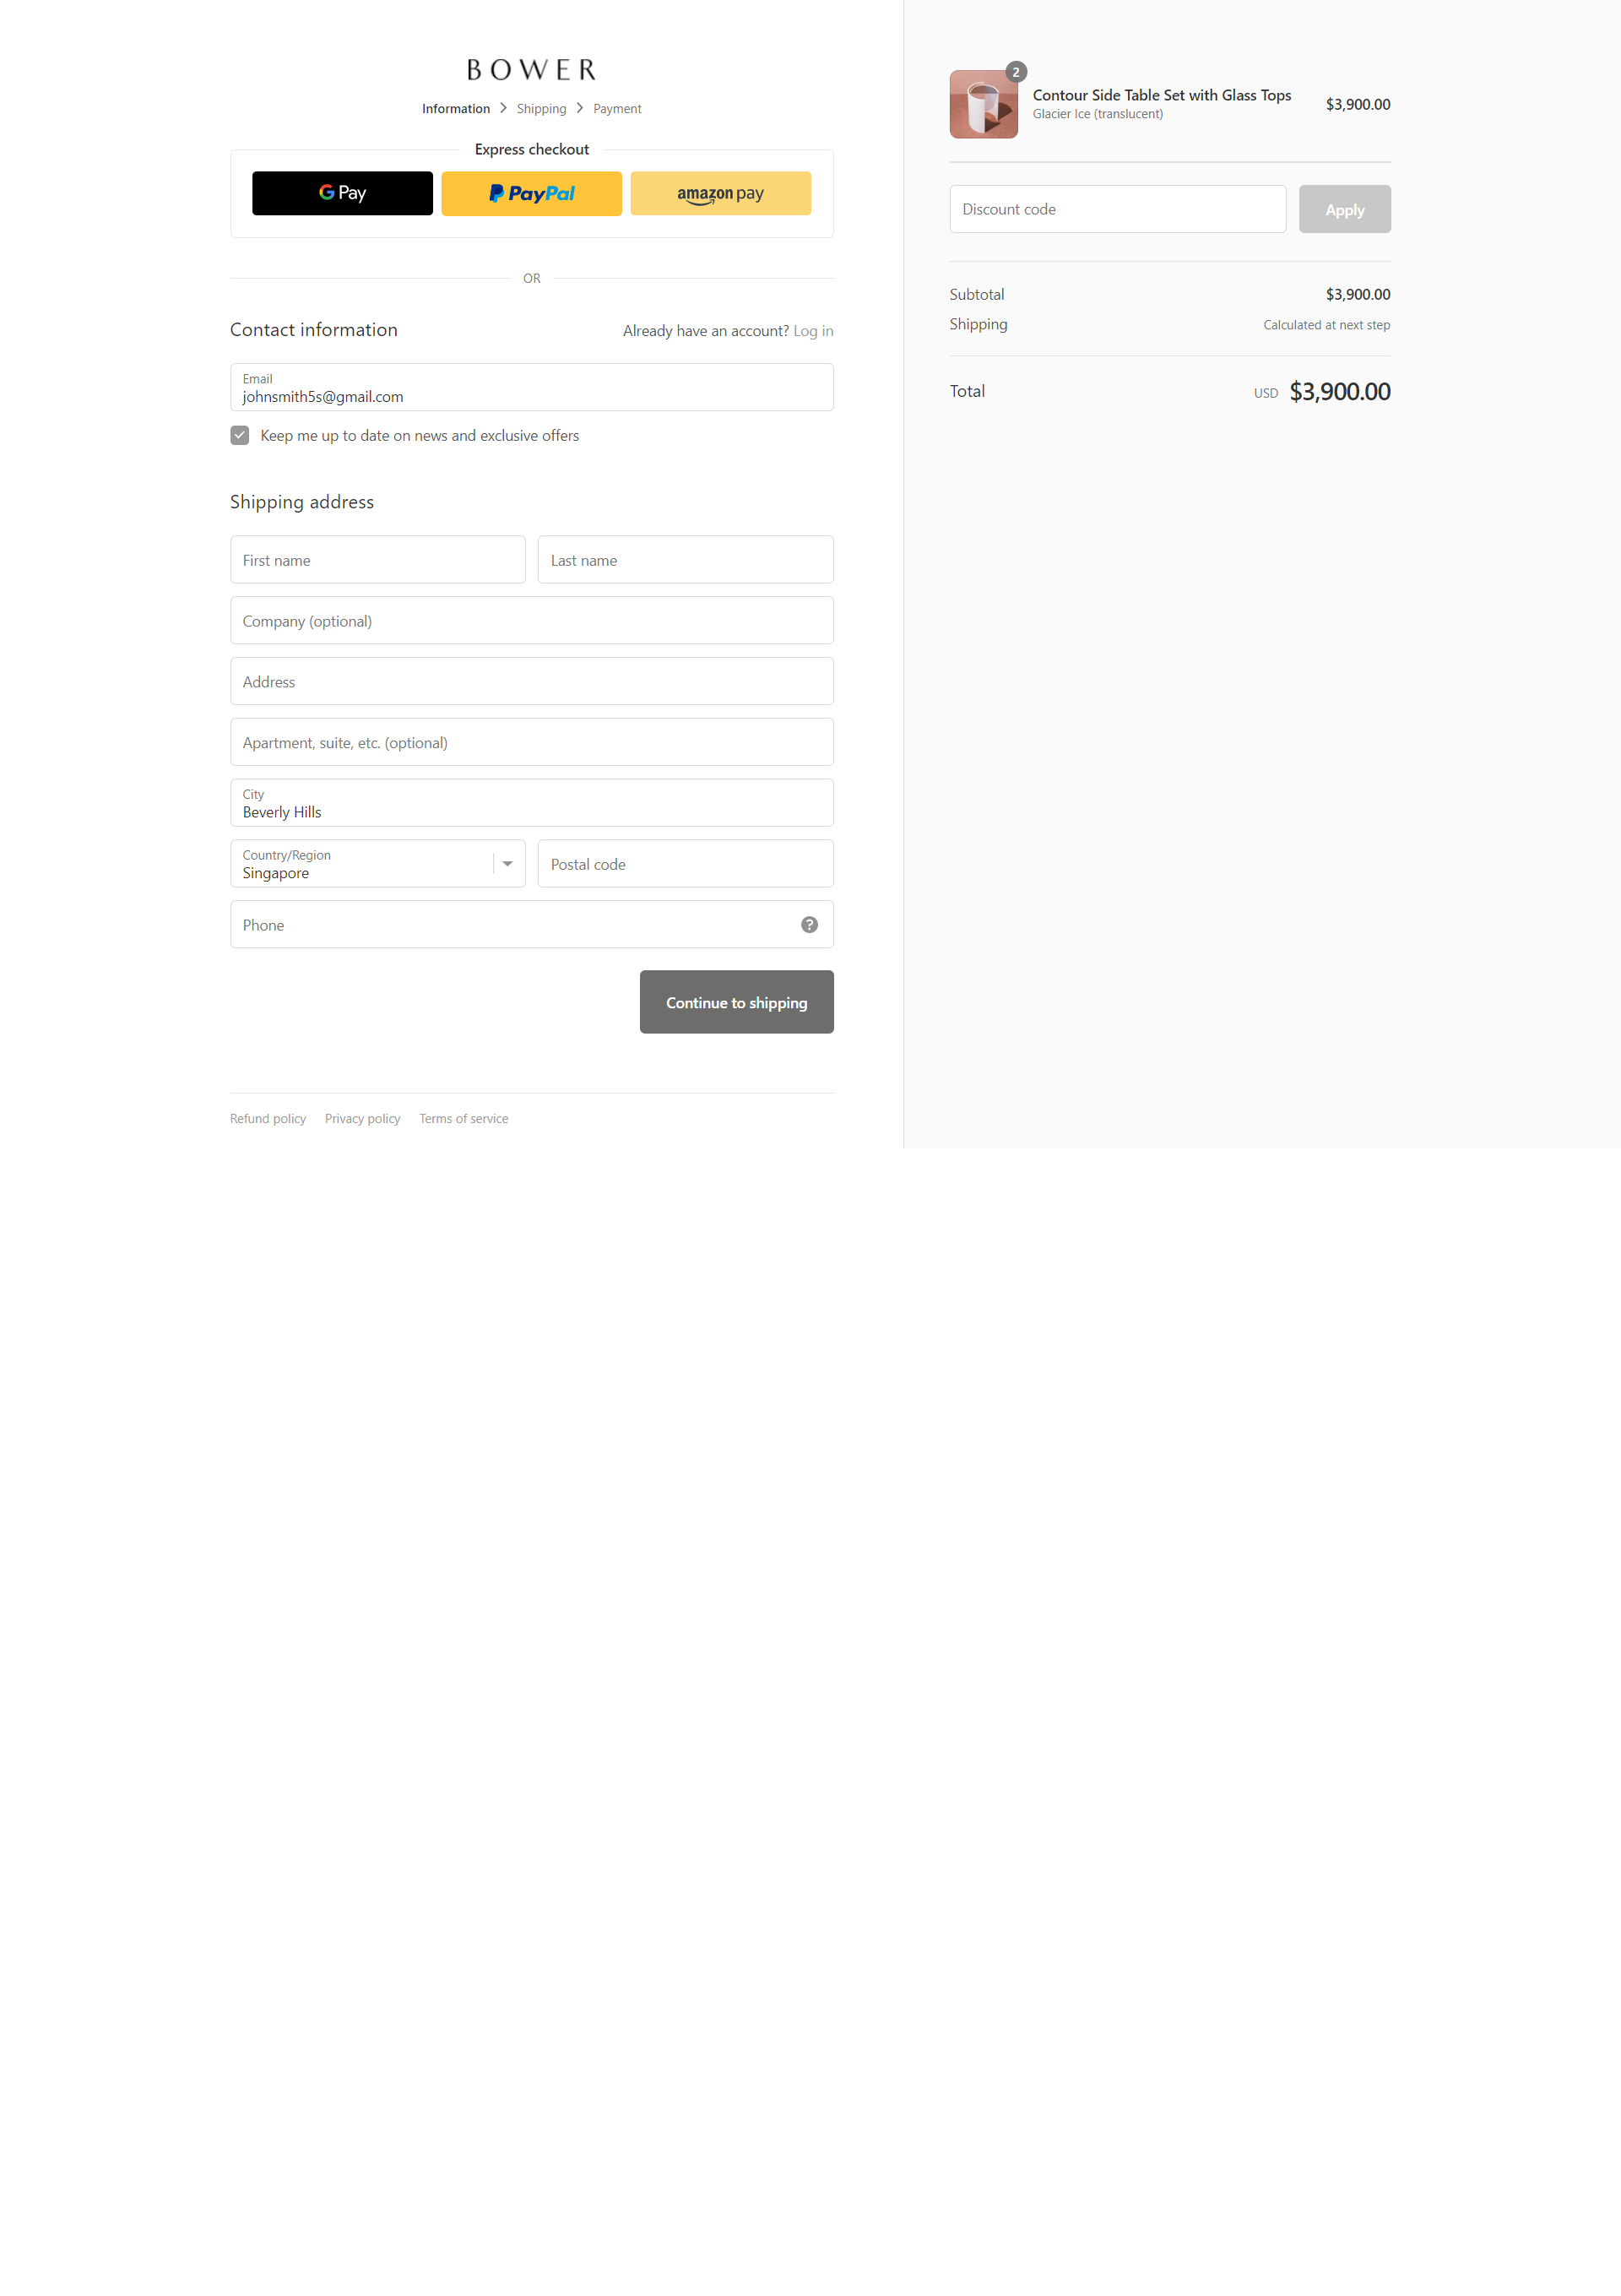 BOWER
Information > Shipping > Payment
Express checkout
G Pay
PayPal
amazon pay
OR
Contact information
Already have an account? Log in
Email
johnsmith5s@gmail.com
Keep me up to date on news and exclusive offers
Shipping address
First name
Last name
Company (optional)
Address
Apartment, suite, etc. (optional)
City
Beverly Hills
Country/Region
Singapore
Postal code
Phone
?
Continue to shipping
Refund policy
Privacy policy
Terms of service
2
Contour Side Table Set with Glass Tops
Glacier Ice (translucent)
$3,900.00
Discount code
Apply
Subtotal
$3,900.00
Shipping
Calculated at next step
Total
USD $3,900.00